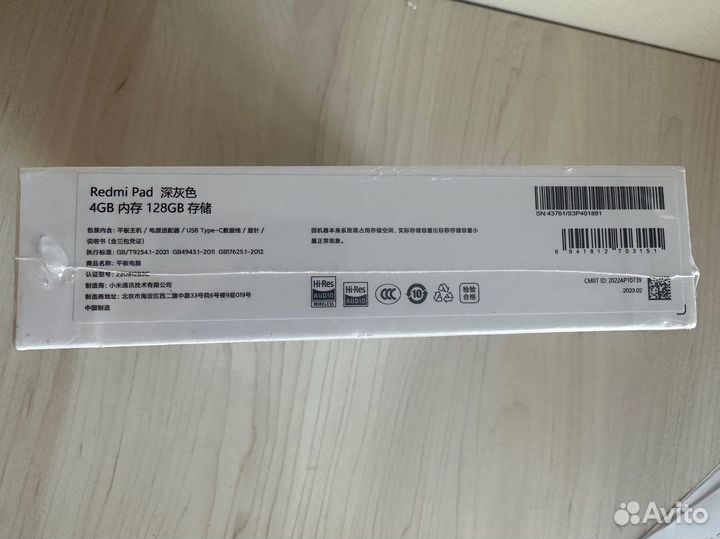 Redmi Pad 深灰色
4GB 内存 128GB 存储
包装内含: 平板主机 / 电源适配器 / USB Type-C数据线 / 插针 /
说明书 (含三包凭证)
执行标准: GB/T9254.1-2021 GB4943.1-2011 GB17625.1-2012
商品名称: 平板电脑
认证型号: 22081283C
制造商: 小米通讯技术有限公司
制造商地址: 北京市海淀区西二旗中路33号院6号楼9层019号
中国制造
因机器本身系统需占用存储空间, 实际存储容量比标称存储容量小
属正常现象。
Hi-Res
AUDIO
WIRELESS
Hi-Res
AUDIO
CCC
10
检验
合格
SN:43761/S3P401881
6 941812 703151
CMIIT ID: 2022AP10739
2023.02
Avito